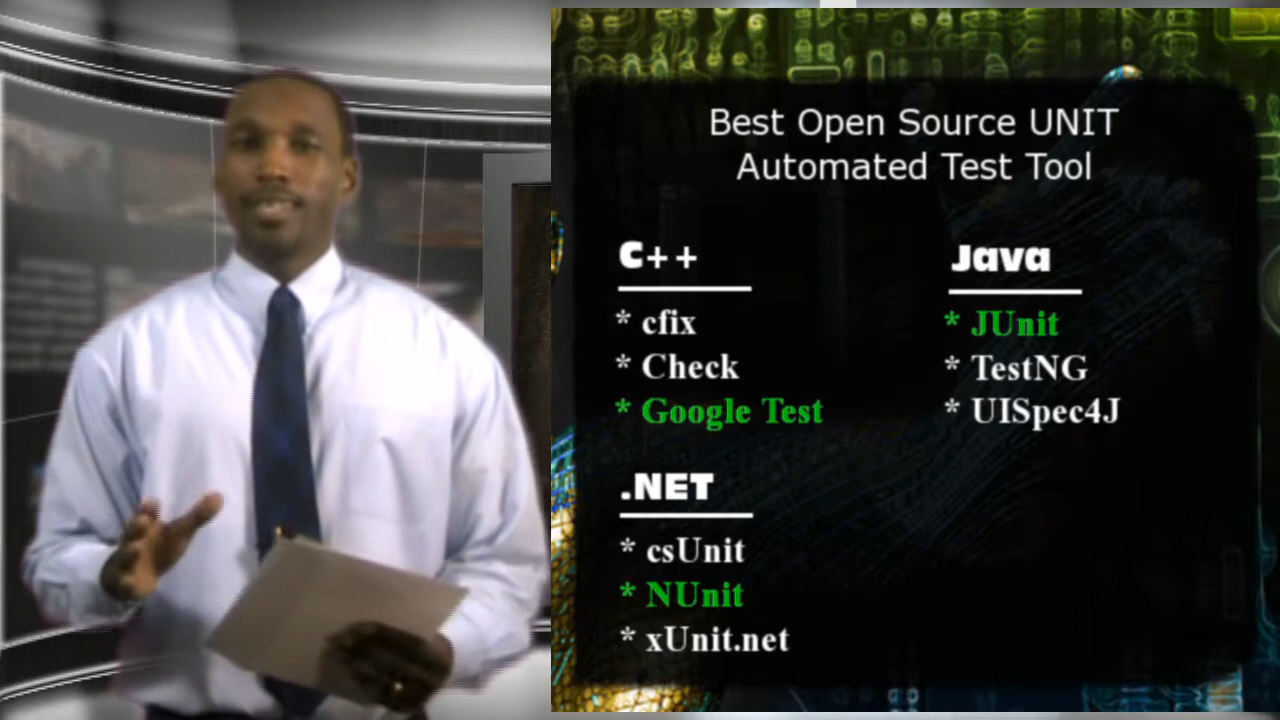 Best Open Source UNIT
Automated Test Tool
C++
* cfix
* Check
* Google Test
Java
* JUnit
* TestNG
* UISpec4J
.NET
* csUnit
* NUnit
* xUnit.net